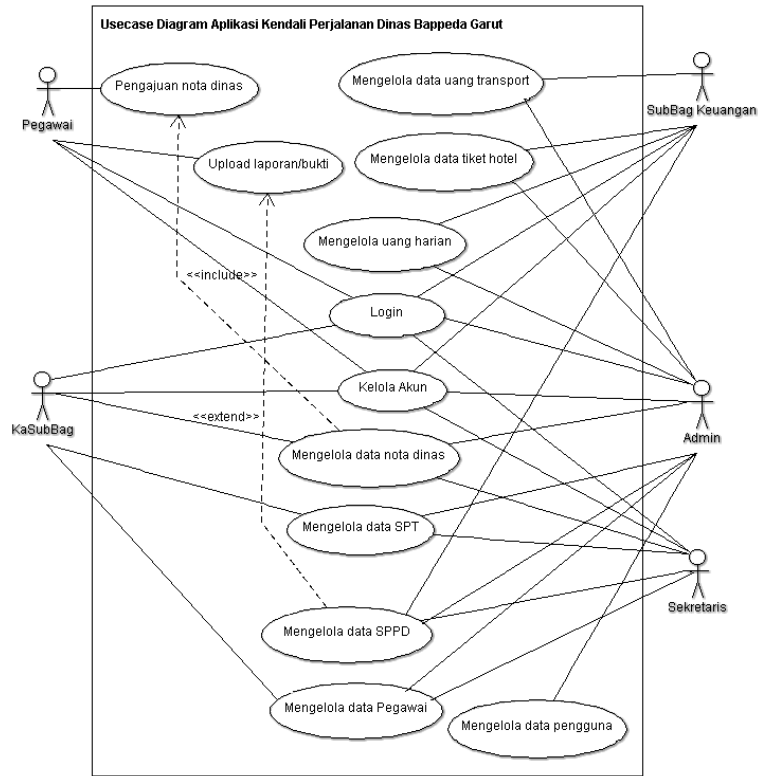 Usecase Diagram Aplikasi Kendali Perjalanan Dinas Bappeda Garut
Pengajuan nota dinas
Mengelola data uang transport
Pegawai
SubBag Keuangan
Upload laporan/bukti
Mengelola data tiket hotel
Mengelola uang harian
<<include>>
Login
Kelola Akun
<<extend>>
KaSubBag
Admin
Mengelola data nota dinas
Mengelola data SPT
Sekretaris
Mengelola data SPPD
Mengelola data Pegawai
Mengelola data pengguna